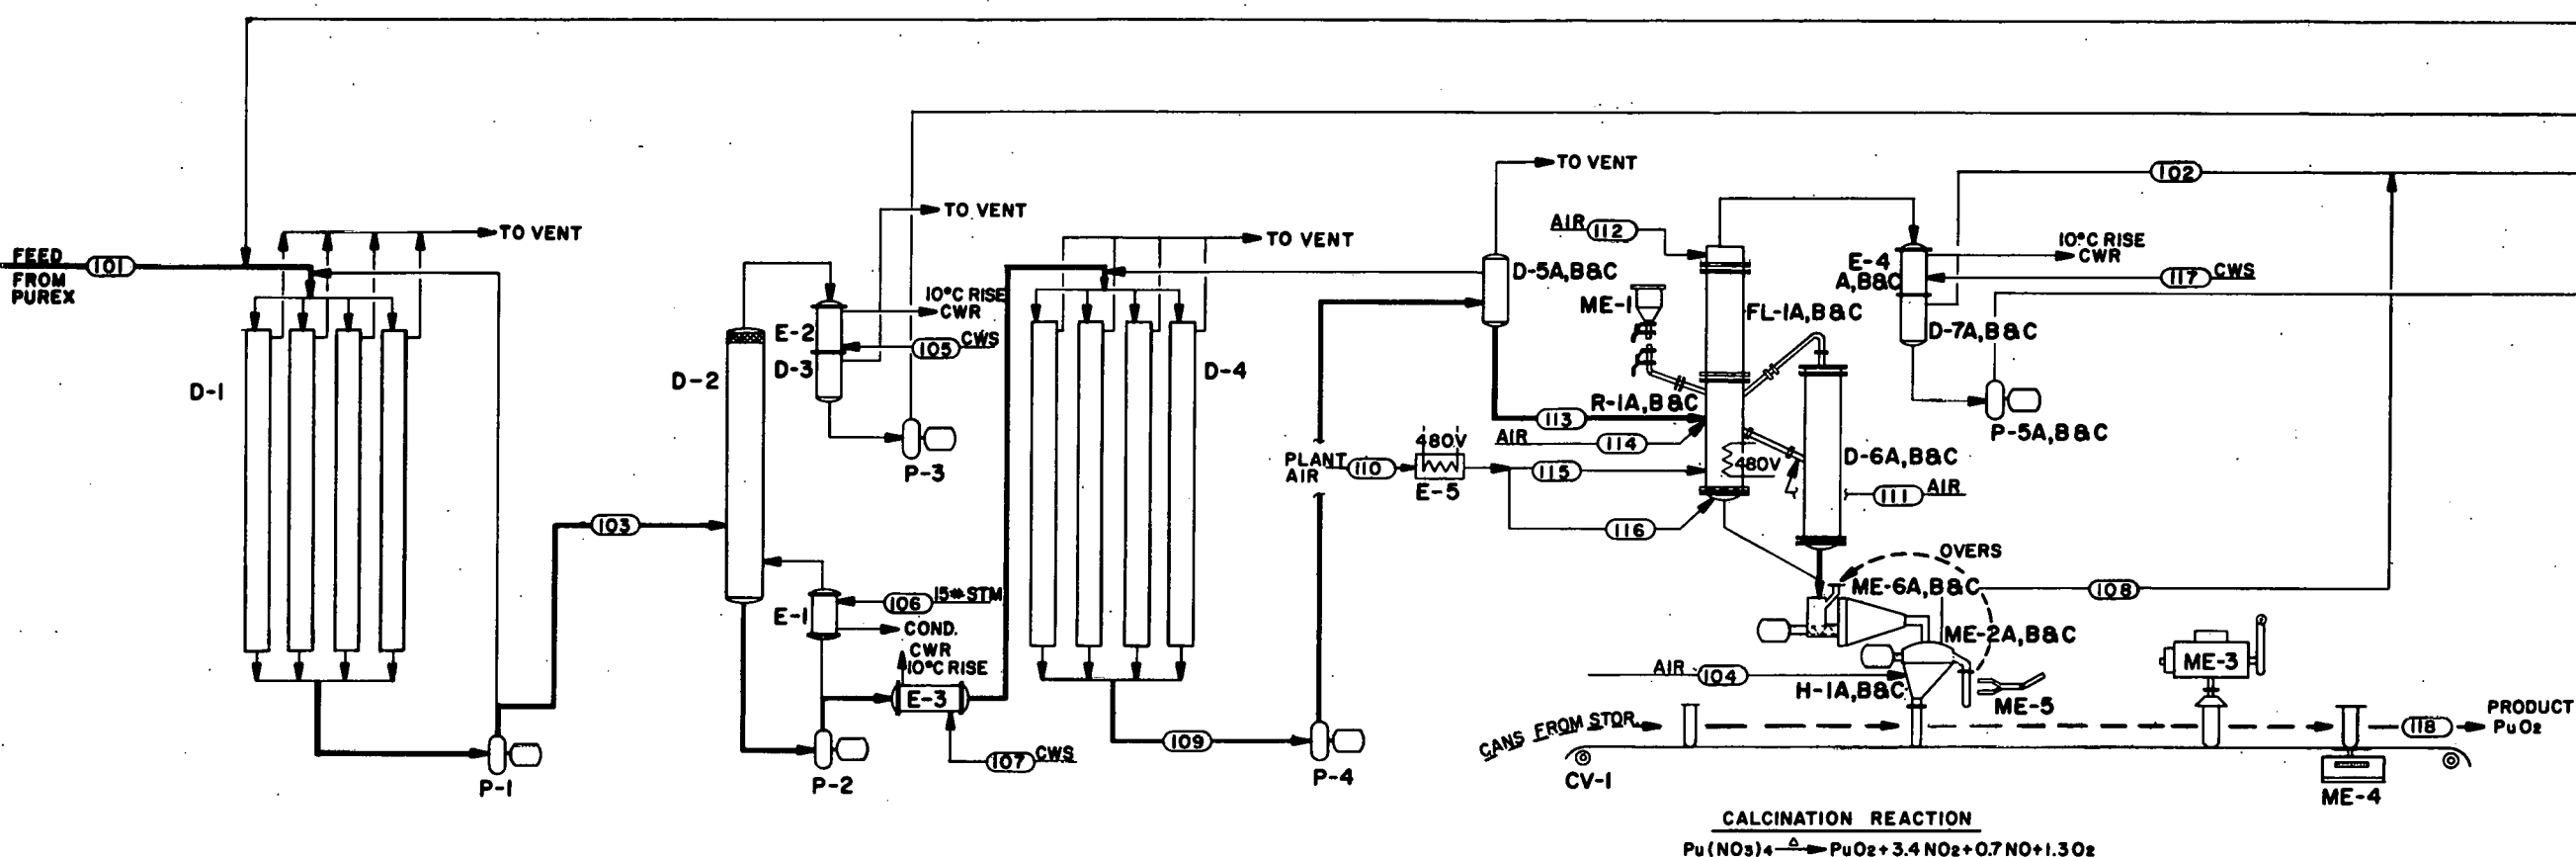 FEED
101
FROM
PUREX
TO VENT
D-1
P-1
103
D-2
TO VENT
10°C RISE
CWR
E-2
105 CWS
D-3
P-3
E-1
106 15# STM
COND.
CWR
10°C RISE
E-3
107 CWS
P-2
TO VENT
D-4
109
P-4
PLANT
AIR
110
480V
E-5
TO VENT
D-5A,B&C
AIR 112
ME-1
FL-1A,B&C
R-1A,B&C
113
AIR 114
115
116
480V
102
10°C RISE
CWR
E-4
A,B&C
117 CWS
D-7A,B&C
P-5A,B&C
D-6A,B&C
111 AIR
OVERS
ME-6A,B&C
108
ME-2A,B&C
AIR 104
H-1A,B&C
ME-5
ME-3
CANS FROM STOR.
CV-1
ME-4
118
PRODUCT
PuO2
CALCINATION REACTION
Pu(NO3)4 —Δ→ PuO2+3.4 NO2+0.7 NO+1.3 O2